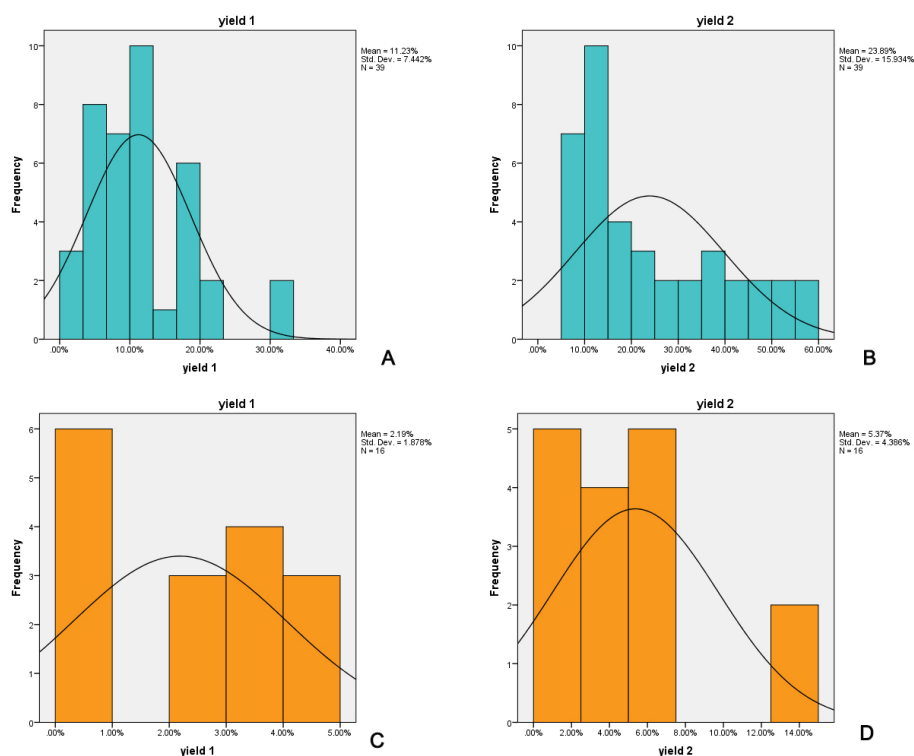 yield 1
Mean = 11.23%
Std. Dev. = 7.442%
N = 39
Frequency
10
8
6
4
2
0
.00% 10.00% 20.00% 30.00% 40.00%
yield 1
A
yield 2
Mean = 23.89%
Std. Dev. = 15.934%
N = 39
Frequency
10
8
6
4
2
0
.00% 10.00% 20.00% 30.00% 40.00% 50.00% 60.00%
yield 2
B
yield 1
Mean = 2.19%
Std. Dev. = 1.878%
N = 16
Frequency
6
5
4
3
2
1
0
.00% 1.00% 2.00% 3.00% 4.00% 5.00%
yield 1
C
yield 2
Mean = 5.37%
Std. Dev. = 4.386%
N = 16
Frequency
5
4
3
2
1
0
.00% 2.00% 4.00% 6.00% 8.00% 10.00% 12.00% 14.00%
yield 2
D